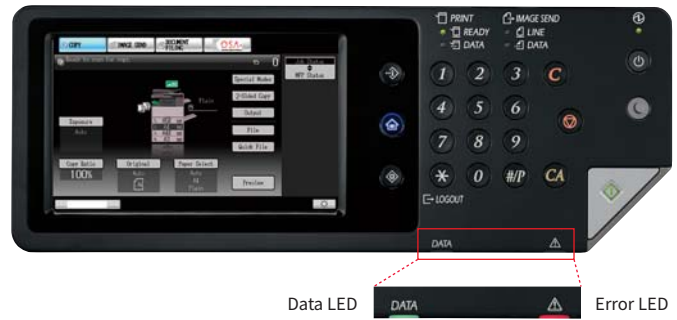 COPY
IMAGE SEND
DOCUMENT
FILING
OSA
Ready to scan for copy.
0
Job Status
MFP Status
Special Modes
2-Sided Copy
Output
File
Quick File
Plain
Exposure
Auto
Copy Ratio
100%
Original
Auto
Paper Select
Auto
A4
Plain
Preview
PRINT
READY
DATA
IMAGE SEND
LINE
DATA
1 2 3 C
4 5 6
7 8 9
* 0 #/P CA
LOGOUT
DATA
Data LED
DATA
Error LED